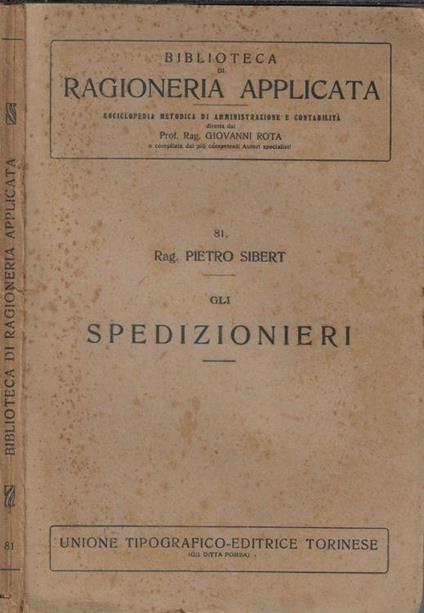 BIBLIOTECA
DI
RAGIONERIA APPLICATA
ENCICLOPEDIA METODICA DI AMMINISTRAZIONE E CONTABILITÀ
diretta dal
Prof. Rag. GIOVANNI ROTA
e compilata dai più competenti Autori specialisti
81.
Rag. PIETRO SIBERT
GLI
SPEDIZIONIERI
UNIONE TIPOGRAFICO-EDITRICE TORINESE
(GIÀ DITTA POMBA)
BIBLIOTECA DI RAGIONERIA APPLICATA
81